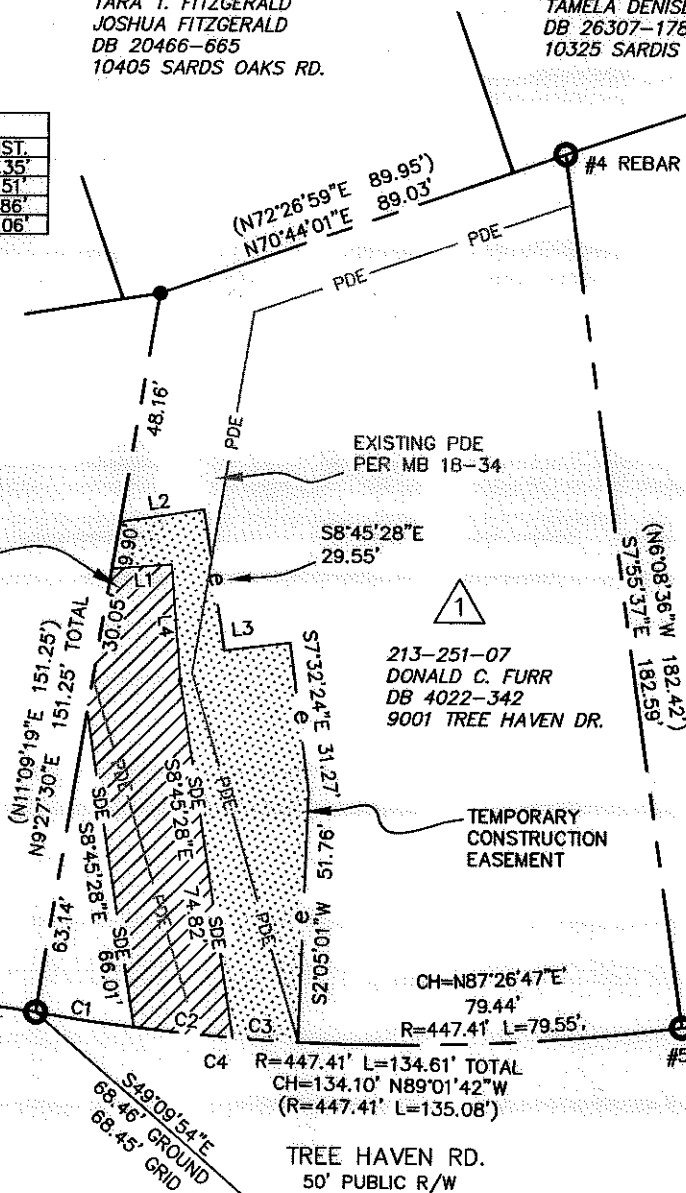 TARA T. FITZGERALD
JOSHUA FITZGERALD
DB 20466-665
10405 SARDS OAKS RD.
TAMELA DENISE
DB 26307-178
10325 SARDIS
ST.
35'
51'
86'
06'
#4 REBAR
(N72°26'59"E 89.95')
N70°44'01"E 89.03'
PDE
PDE
48.16'
PDE
EXISTING PDE
PER MB 18-34
L2
S8°45'28"E
29.55'
e
9.90'
L1
30.05'
L4
L3
1
213-251-07
DONALD C. FURR
DB 4022-342
9001 TREE HAVEN DR.
(N6°08'36"W 182.42')
S7°55'37"E 182.59'
S7°32'24"E 31.27'
e
(N11°09'19"E 151.25')
N9°27'30"E 151.25' TOTAL
63.14'
SDE
S8°45'28"E
SDE
66.01'
PDE
PDE
SDE
S8°45'28"E
74.82
SDE
PDE
PDE
TEMPORARY
CONSTRUCTION
EASEMENT
S2°05'01"W 51.76'
e
CH=N87°26'47"E'
79.44'
R=447.41' L=79.55'
C1
C2
C3
C4
R=447.41' L=134.61' TOTAL
CH=134.10' N89°01'42"W
(R=447.41' L=135.08')
#5
S49°09'54"E
68.46' GROUND
68.45' GRID
TREE HAVEN RD.
50' PUBLIC R/W